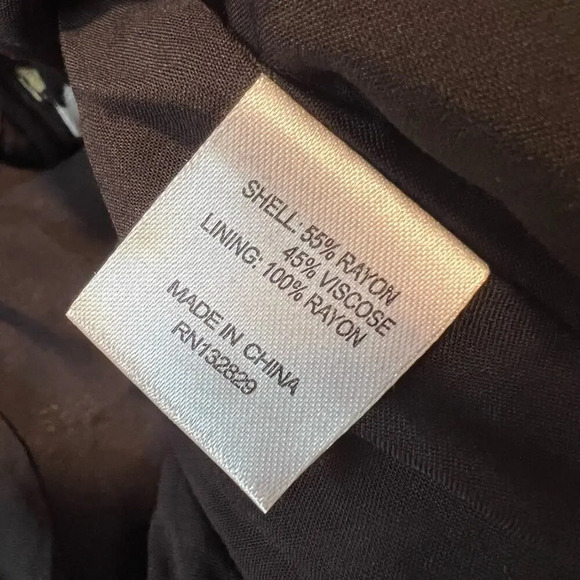 SHELL: 55% RAYON
45% VISCOSE
LINING: 100% RAYON
MADE IN CHINA
RN132829